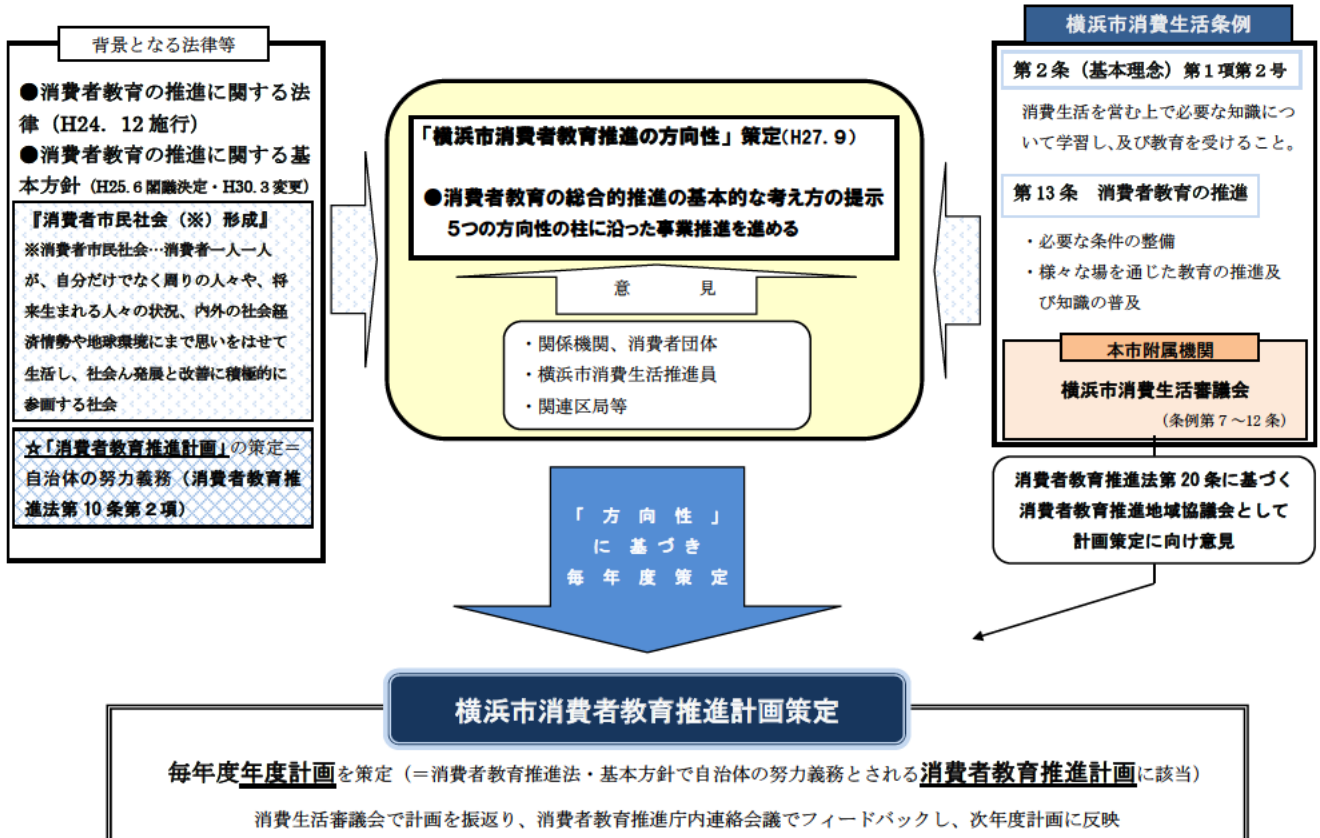 背景となる法律等
●消費者教育の推進に関する法
律（H24．12施行）
●消費者教育の推進に関する基
本方針（H25.6閣議決定・H30.3変更）
『消費者市民社会（※）形成』
※消費者市民社会…消費者一人一人
が、自分だけでなく周りの人々や、将
来生まれる人々の状況、内外の社会経
済情勢や地球環境にまで思いをはせて
生活し、社会ん発展と改善に積極的に
参画する社会
☆「消費者教育推進計画」の策定＝
自治体の努力義務（消費者教育推
進法第10条第２項）
「横浜市消費者教育推進の方向性」策定(H27.9)
●消費者教育の総合的推進の基本的な考え方の提示
５つの方向性の柱に沿った事業推進を進める
意　見
・関係機関、消費者団体
・横浜市消費生活推進員
・関連区局等
横浜市消費生活条例
第２条（基本理念）第１項第２号
消費生活を営む上で必要な知識につ
いて学習し、及び教育を受けること。
第13条　消費者教育の推進
・必要な条件の整備
・様々な場を通じた教育の推進及
び知識の普及
本市附属機関
横浜市消費生活審議会
（条例第７～12条）
消費者教育推進法第20条に基づく
消費者教育推進地域協議会として
計画策定に向け意見
「方向性」
に基づき
毎年度策定
横浜市消費者教育推進計画策定
毎年度年度計画を策定（＝消費者教育推進法・基本方針で自治体の努力義務とされる消費者教育推進計画に該当）
消費生活審議会で計画を振返り、消費者教育推進庁内連絡会議でフィードバックし、次年度計画に反映